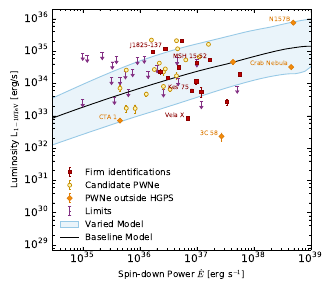 10^36
10^35
10^34
10^33
10^32
10^31
10^30
10^29
Luminosity L_{1-10TeV} [erg/s]
N157B
J1825-137
MSH 15-52
Crab Nebula
Kes 75
CTA 1
Vela X
3C 58
Firm identifications
Candidate PWNe
PWNe outside HGPS
Limits
Varied Model
Baseline Model
10^35 10^36 10^37 10^38 10^39
Spin-down Power Ė [erg s^{-1}]